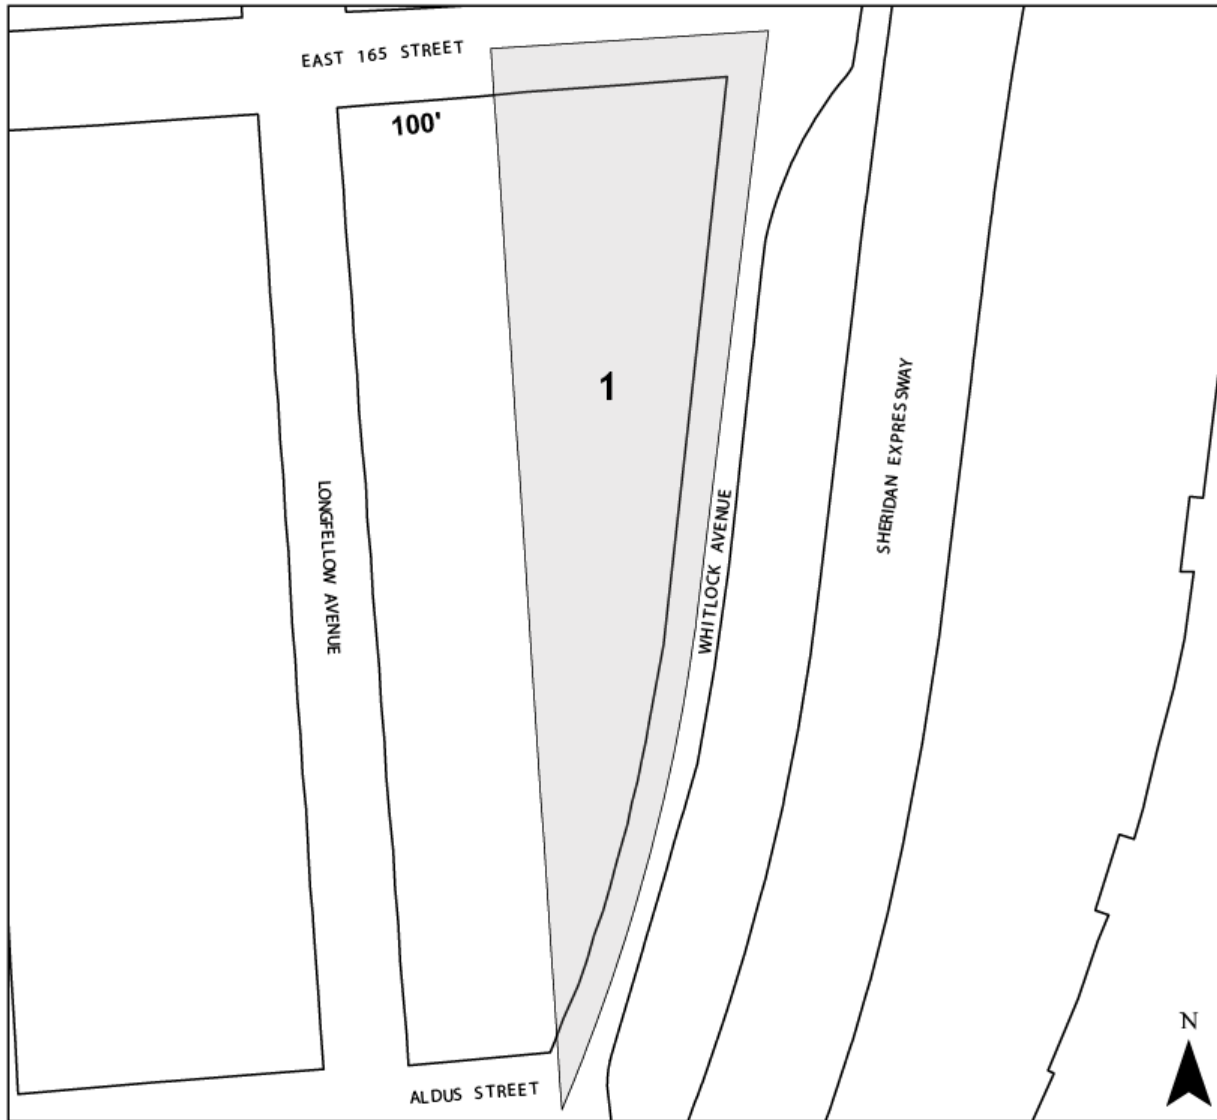 EAST 165 STREET
100'
1
LONGFELLOW AVENUE
WHITLOCK AVENUE
SHERIDAN EXPRESSWAY
N
ALDUS STREET